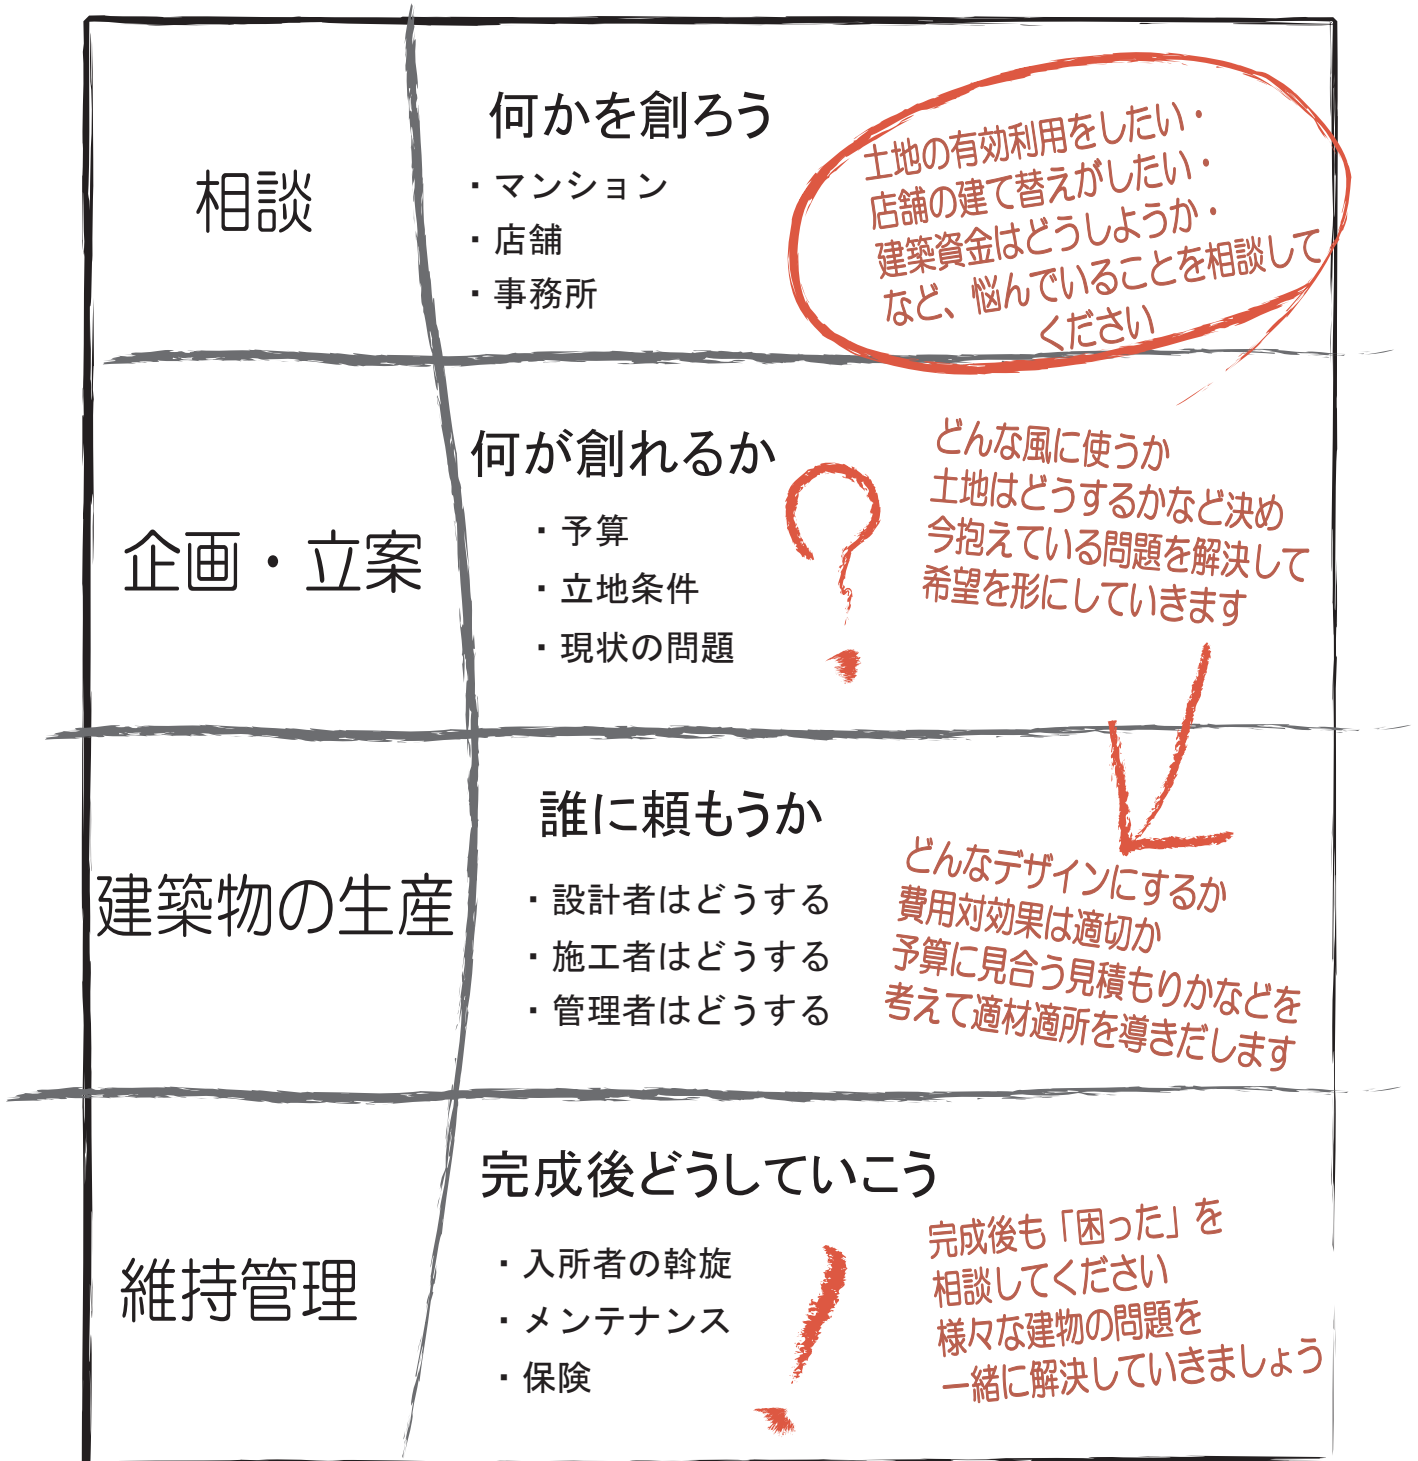 相談
何かを創ろう
・マンション
・店舗
・事務所
土地の有効利用をしたい・
店舗の建て替えがしたい・
建築資金はどうしようか・
など、悩んでいることを相談して
ください
企画・立案
何が創れるか
・予算
・立地条件
・現状の問題
どんな風に使うか
土地はどうするかなど決め
今抱えている問題を解決して
希望を形にしていきます
建築物の生産
誰に頼もうか
・設計者はどうする
・施工者はどうする
・管理者はどうする
どんなデザインにするか
費用対効果は適切か
予算に見合う見積もりかなどを
考えて適材適所を導きだします
維持管理
完成後どうしていこう
・入所者の斡旋
・メンテナンス
・保険
完成後も「困った」を
相談してください
様々な建物の問題を
一緒に解決していきましょう